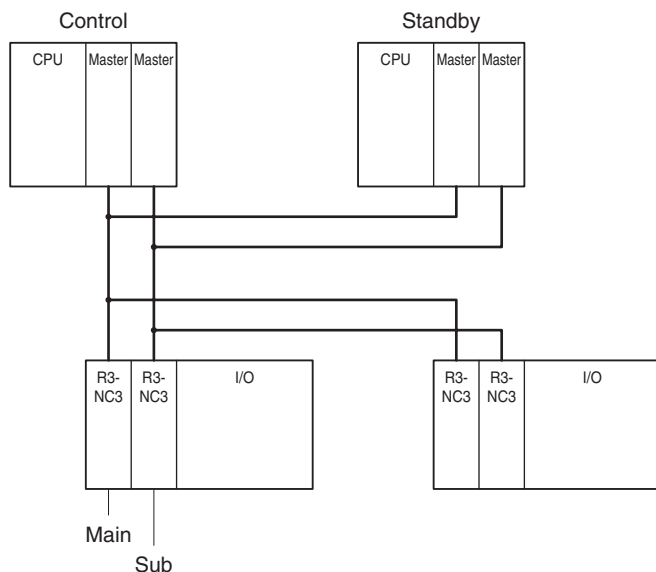 Control
Standby
CPU
Master
Master
CPU
Master
Master
R3-
NC3
R3-
NC3
I/O
R3-
NC3
R3-
NC3
I/O
Main
Sub